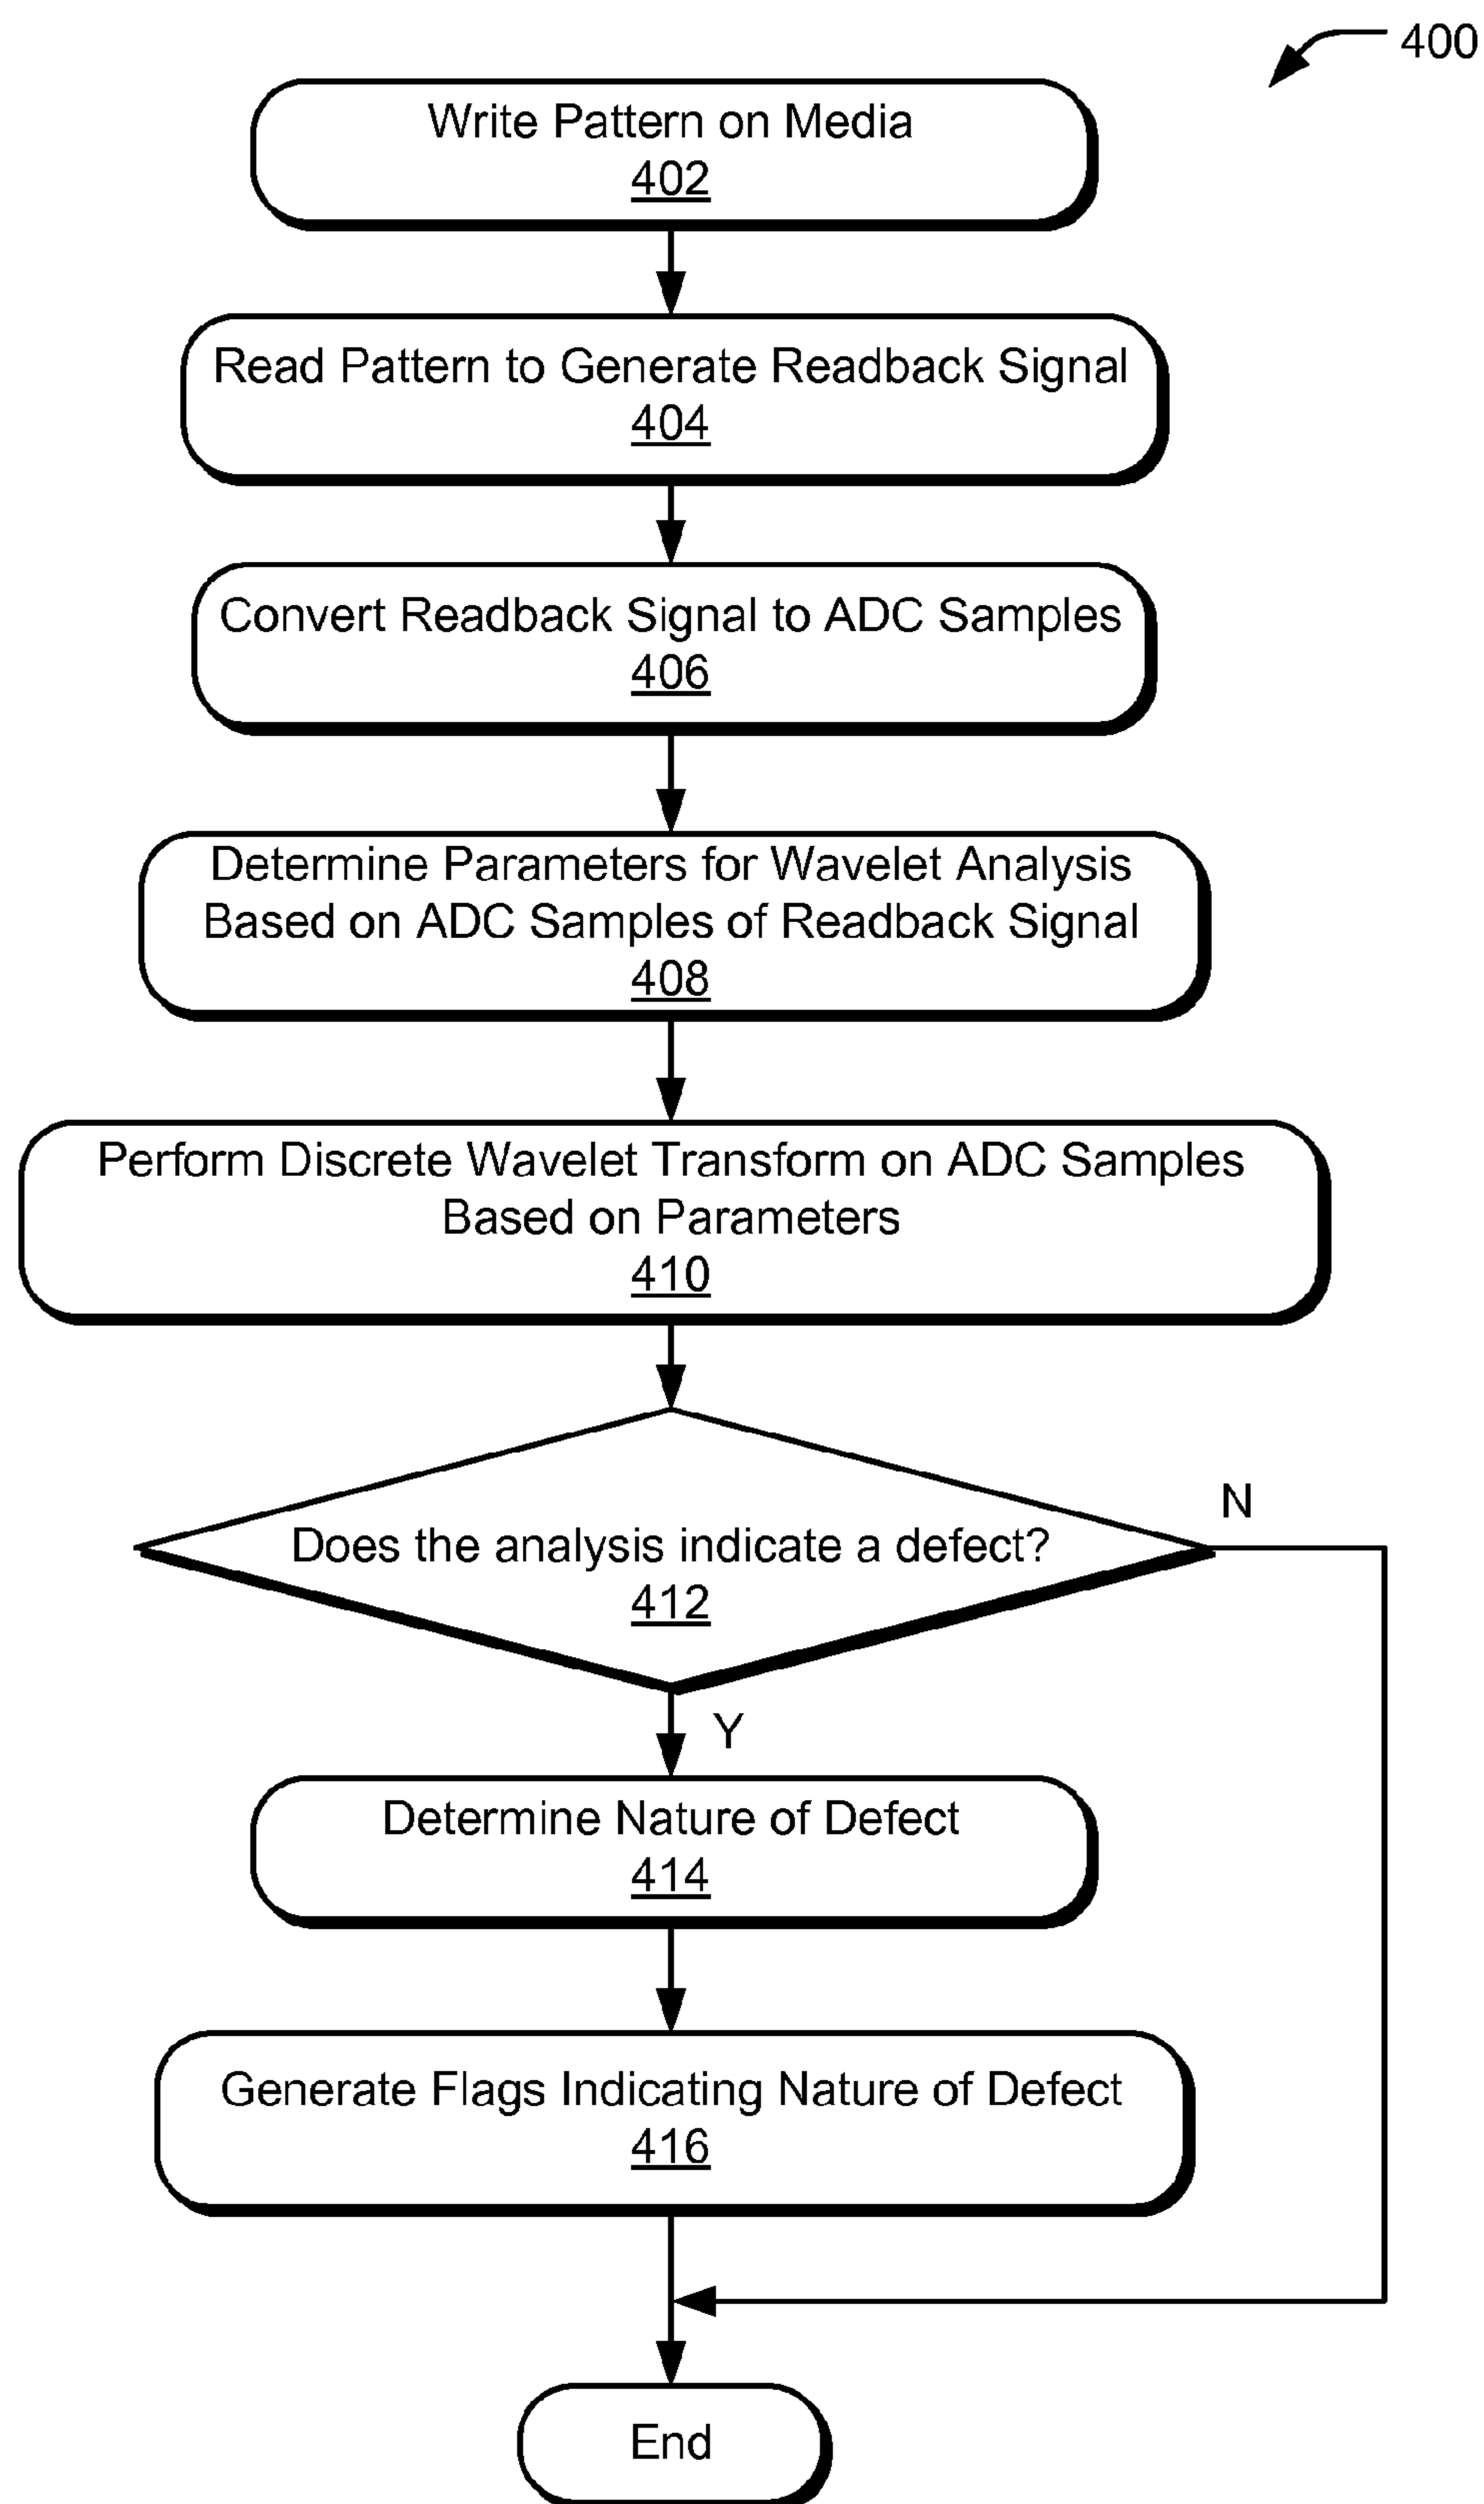 400
Write Pattern on Media
402
Read Pattern to Generate Readback Signal
404
Convert Readback Signal to ADC Samples
406
Determine Parameters for Wavelet Analysis
Based on ADC Samples of Readback Signal
408
Perform Discrete Wavelet Transform on ADC Samples
Based on Parameters
410
N
Does the analysis indicate a defect?
412
Y
Determine Nature of Defect
414
Generate Flags Indicating Nature of Defect
416
End